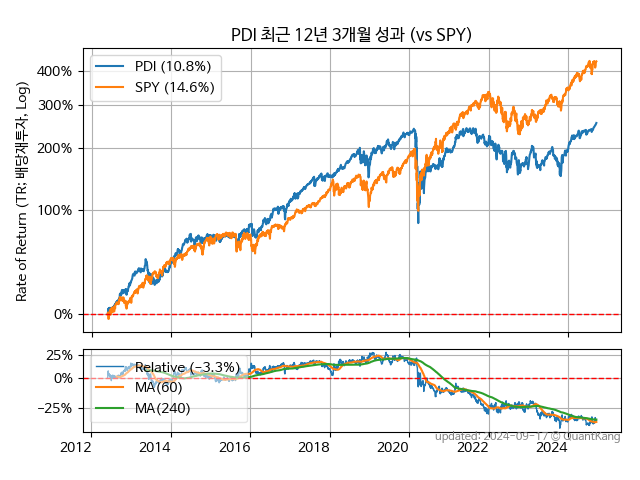 PDI 최근 12년 3개월 성과 (vs SPY)
Rate of Return (TR: 배당재투자, Log)
400%
300%
200%
100%
0%
PDI (10.8%)
SPY (14.6%)
25%
0%
−25%
Relative (−3.3%)
MA(60)
MA(240)
2012
2014
2016
2018
2020
2022
2024
updated: 2024-09-17 © QuantKang